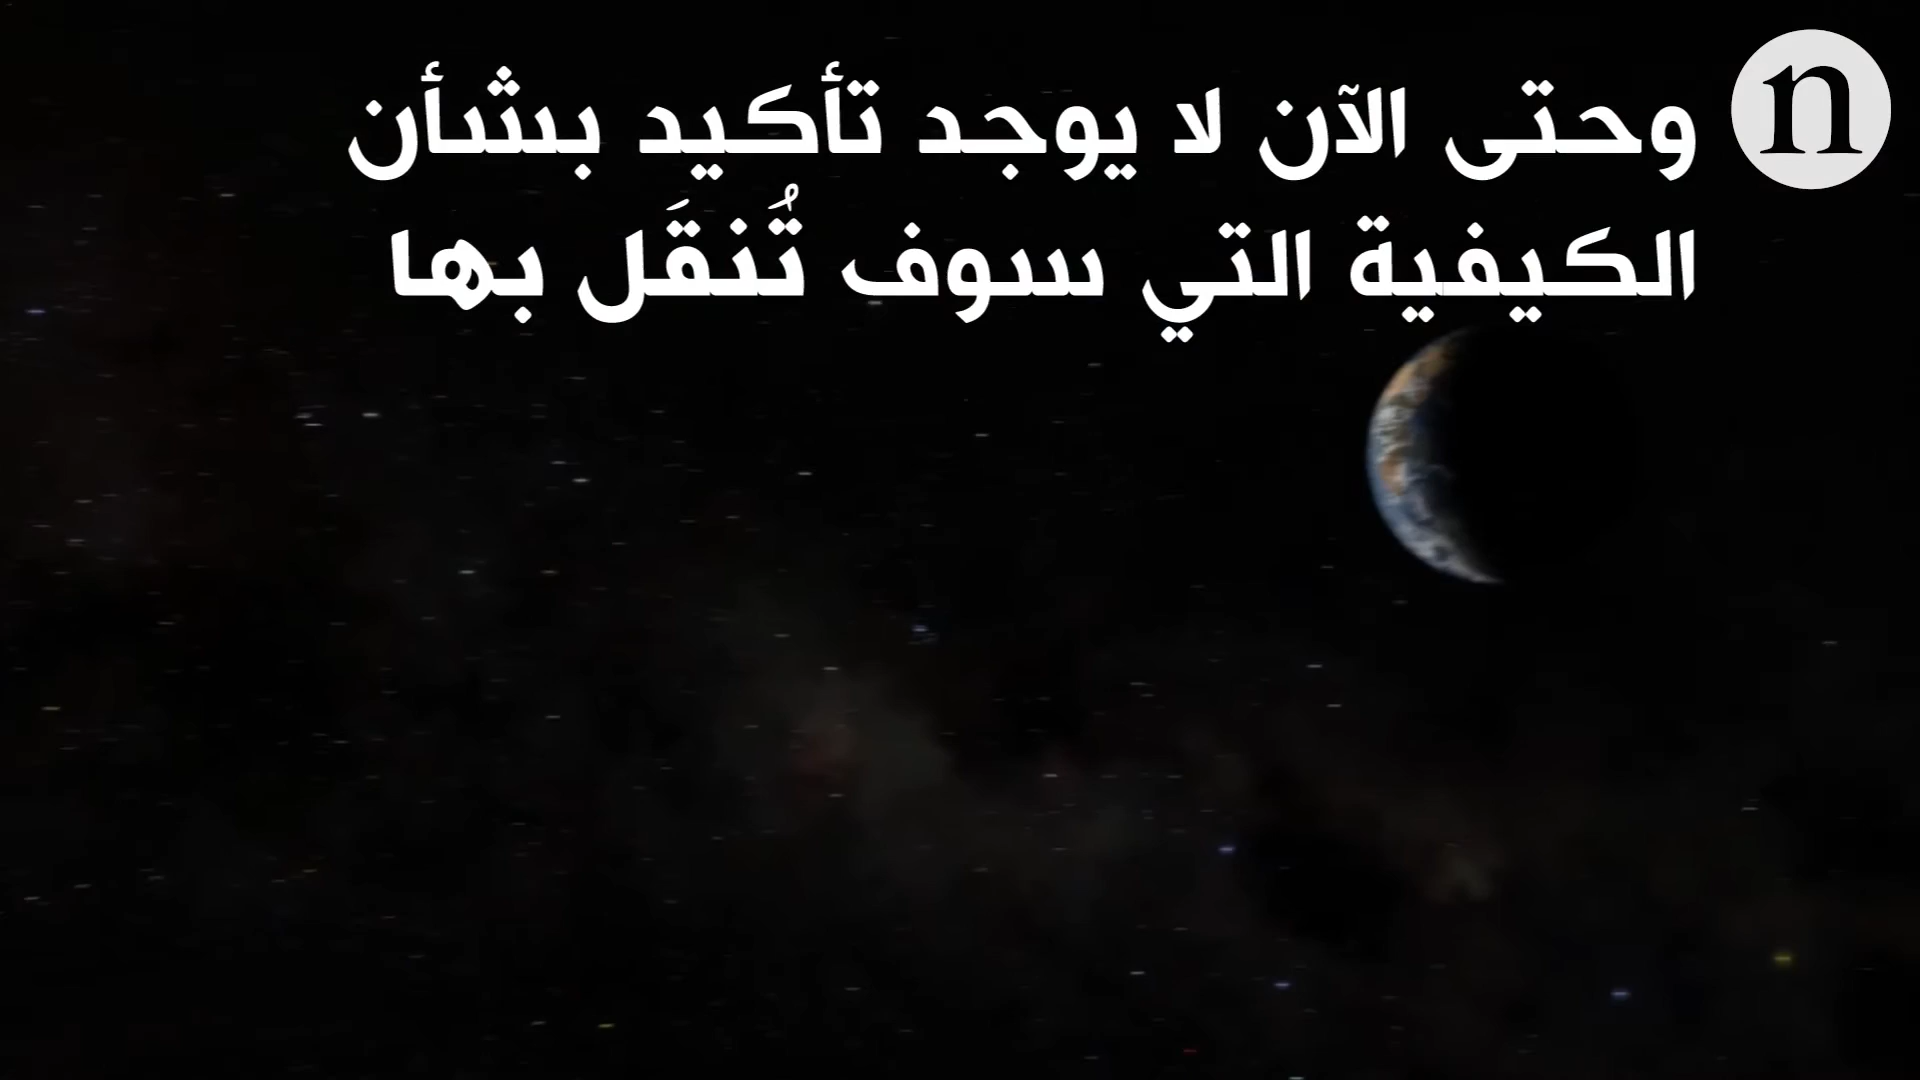 n
وحتى الآن لا يوجد تأكيد بشأن
الكيفية التي سوف تُنقَل بها